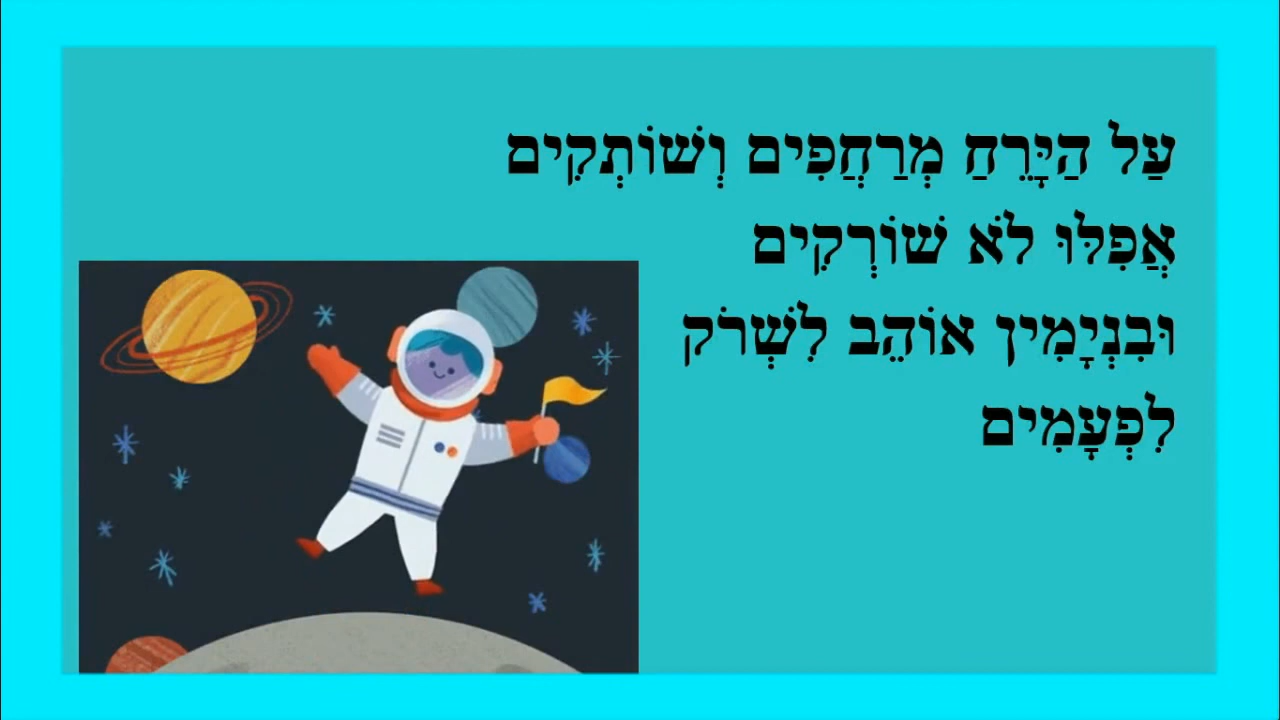 עַל הַיָּרֵחַ מְרַחֲפִים וְשׁוֹתְקִים
אֲפִלּוּ לֹא שׁוֹרְקִים
וּבִנְיָמִין אוֹהֵב לִשְׁרֹק
לִפְעָמִים